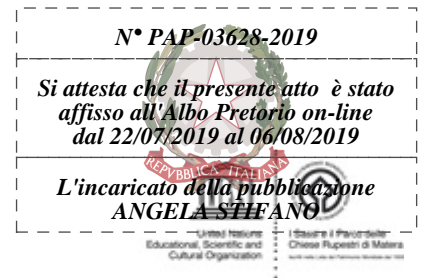 N° PAP-03628-2019
Si attesta che il presente atto è stato
affisso all'Albo Pretorio on-line
dal 22/07/2019 al 06/08/2019
REPVBBLICA ITALIANA
L'incaricato della pubblicazione
ANGELA STIFANO
United Nations
Educational, Scientific and
Cultural Organization
I Sassi e il Parco delle
Chiese Rupestri di Matera